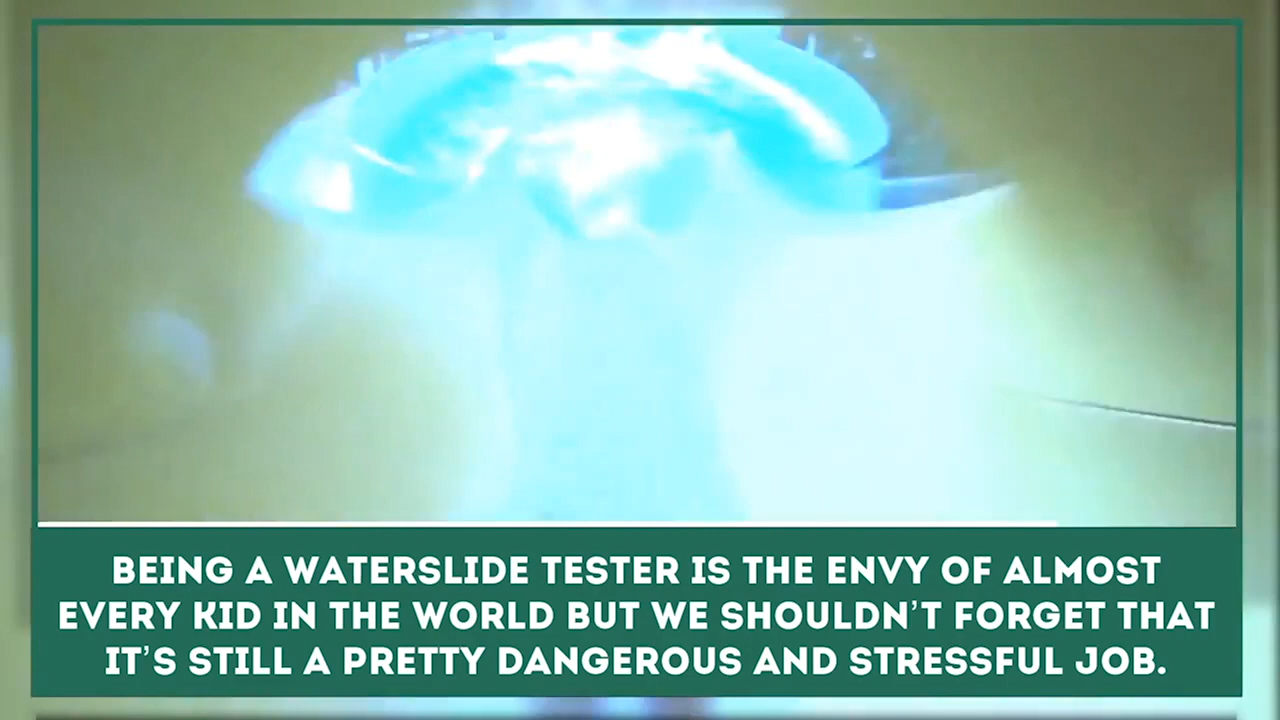 BEING A WATERSLIDE TESTER IS THE ENVY OF ALMOST
EVERY KID IN THE WORLD BUT WE SHOULDN'T FORGET THAT
IT'S STILL A PRETTY DANGEROUS AND STRESSFUL JOB.